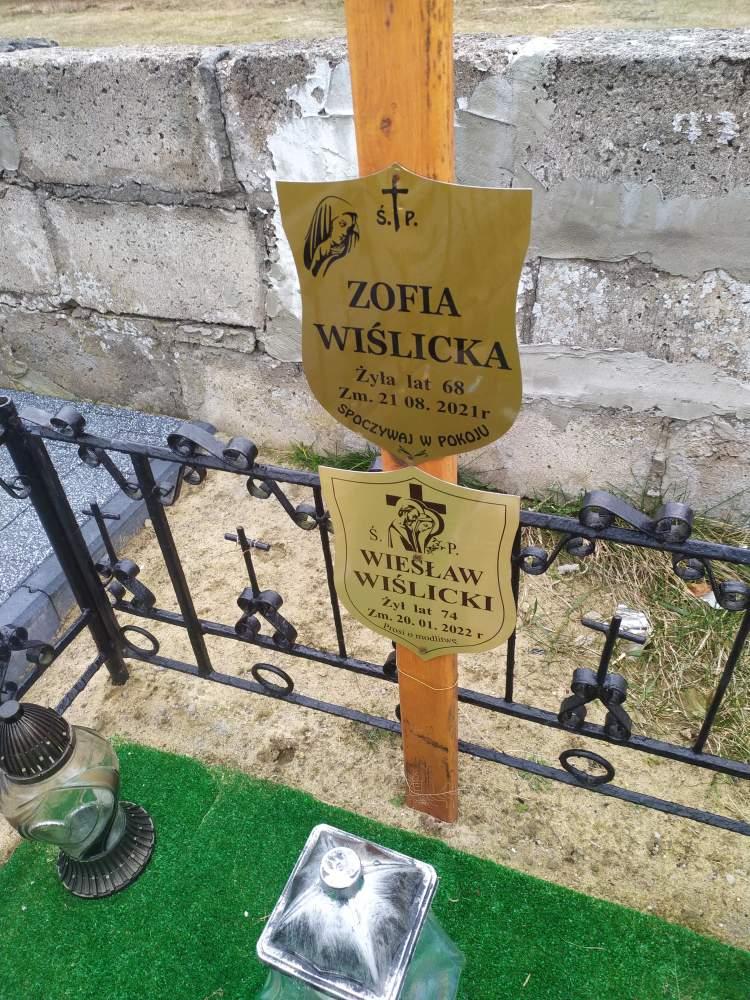 Ś. P.
ZOFIA
WIŚLICKA
Żyła lat 68
Zm. 21 08. 2021r
SPOCZYWAJ W POKOJU
Ś. P.
WIESŁAW
WIŚLICKI
Żył lat 74
Zm. 20. 01. 2022 r
Prosi o modlitwę